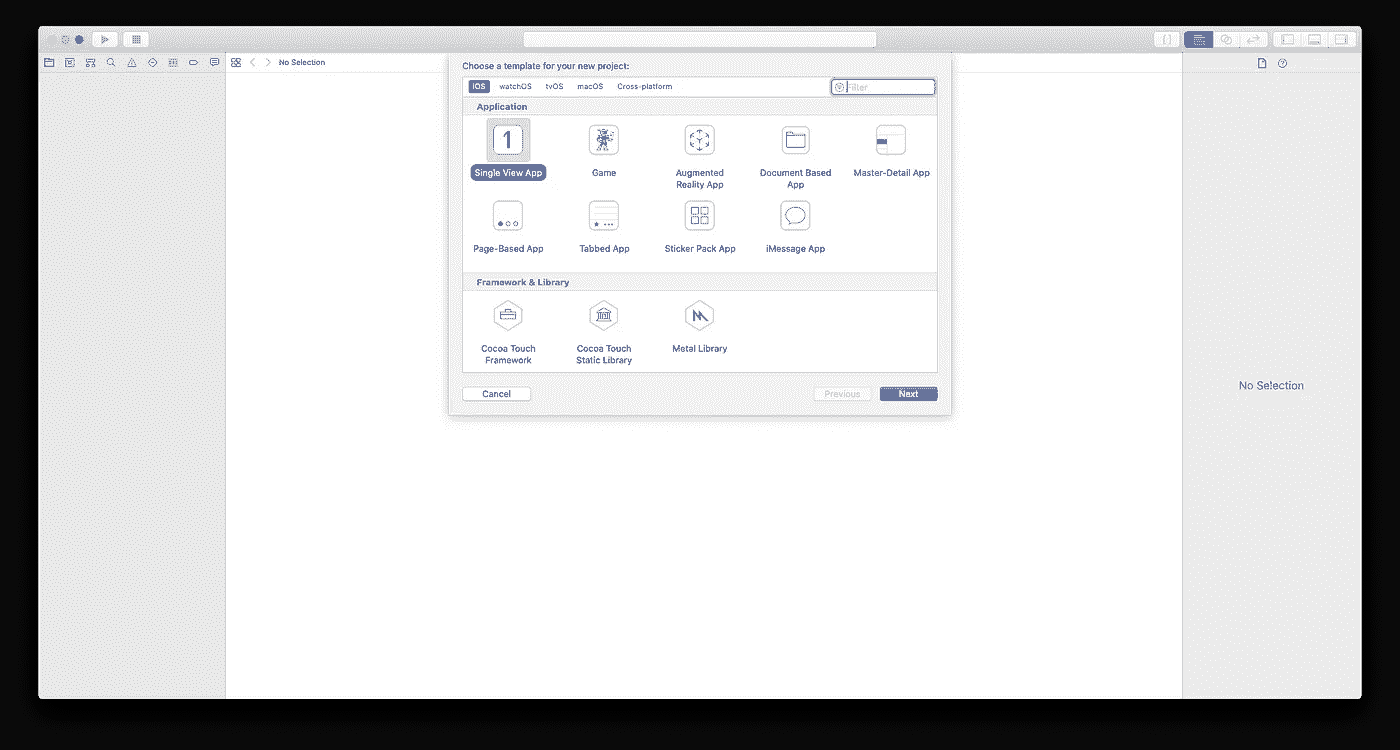 No Selection
Choose a template for your new project:
iOS watchOS tvOS macOS Cross-platform Filter
Application
1
Single View App Game Augmented Reality App Document Based App Master-Detail App
Page-Based App Tabbed App Sticker Pack App iMessage App
Framework & Library
Cocoa Touch Framework Cocoa Touch Static Library Metal Library
Cancel Previous Next
No Selection